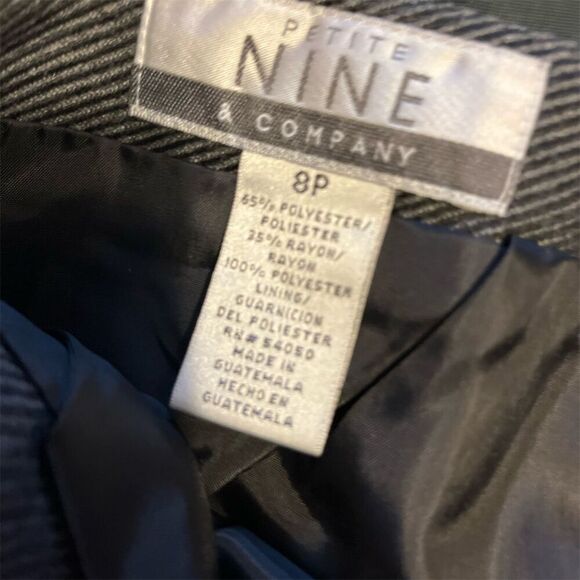 PETITE
NINE
& COMPANY
8P
65% POLYESTER/
POLIESTER
35% RAYON/
RAYON
100% POLYESTER
LINING/
GUARNICION
DEL POLIESTER
RN# 54050
MADE IN
GUATEMALA
HECHO EN
GUATEMALA